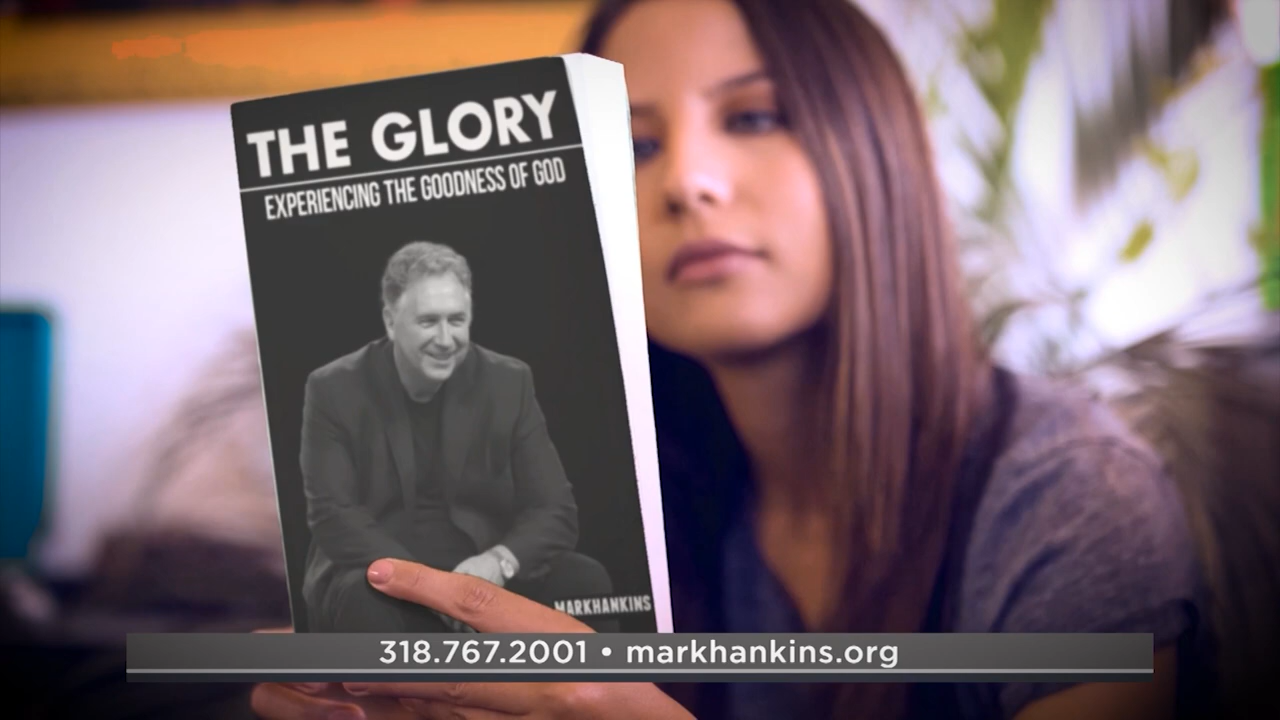 THE GLORY
EXPERIENCING THE GOODNESS OF GOD
MARKHANKINS
318.767.2001 • markhankins.org